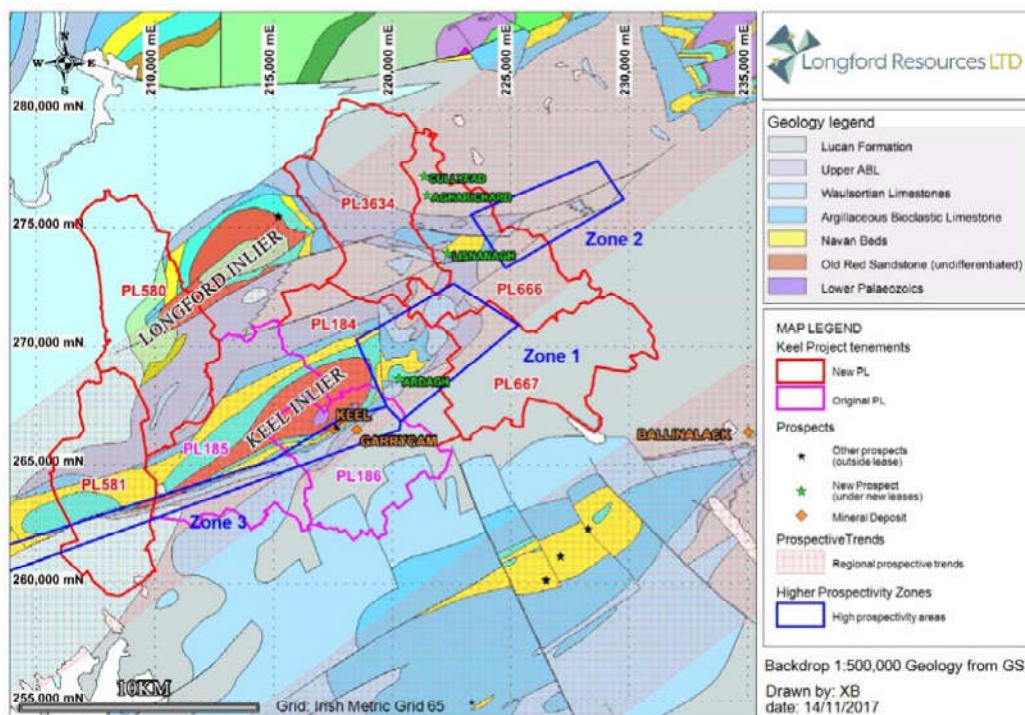 210,000 mE
215,000 mE
220,000 mE
225,000 mE
230,000 mE
235,000 mE
N
W
E
S
280,000 mN
275,000 mN
270,000 mN
265,000 mN
260,000 mN
255,000 mN
CULLYFAD
AGHARICHARD
PL3634
LISNANAGH
Zone 2
PL580
LONGFORD INLIER
PL666
PL184
Zone 1
ARDAGH
PL667
KEEL INLIER
KEEL
GARRYCAM
BALLINALACK
PL185
PL186
PL581
Zone 3
10KM
Grid: Irish Metric Grid 65
Longford Resources LTD
Geology legend
Lucan Formation
Upper ABL
Waulsortian Limestones
Argillaceous Bioclastic Limestone
Navan Beds
Old Red Sandstone (undifferentiated)
Lower Palaeozoics
MAP LEGEND
Keel Project tenements
New PL
Original PL
Prospects
Other prospects
(outside lease)
New Prospect
(under new leases)
Mineral Deposit
ProspectiveTrends
Regional prospective trends
Higher Prospectivity Zones
High prospectivity areas
Backdrop 1:500,000 Geology from GS
Drawn by: XB
date: 14/11/2017